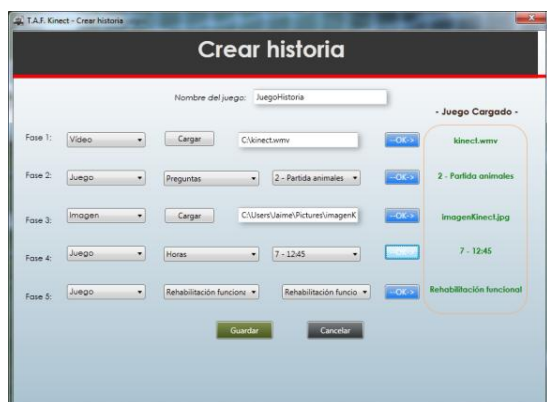 T.A.F. Kinect - Crear historia
Crear historia
Nombre del juego: JuegoHistoria
- Juego Cargado -
Fase 1: Vídeo Cargar C:\kinect.wmv --OK-> kinect.wmv
Fase 2: Juego Preguntas 2 - Partida animales --OK-> 2 - Partida animales
Fase 3: Imagen Cargar C:\Users\Jaime\Pictures\imagenK --OK-> imagenKinect.jpg
Fase 4: Juego Horas 7 - 12:45 --OK-> 7 - 12:45
Fase 5: Juego Rehabilitación funciona Rehabilitación funcio --OK-> Rehabilitación funcional
Guardar Cancelar